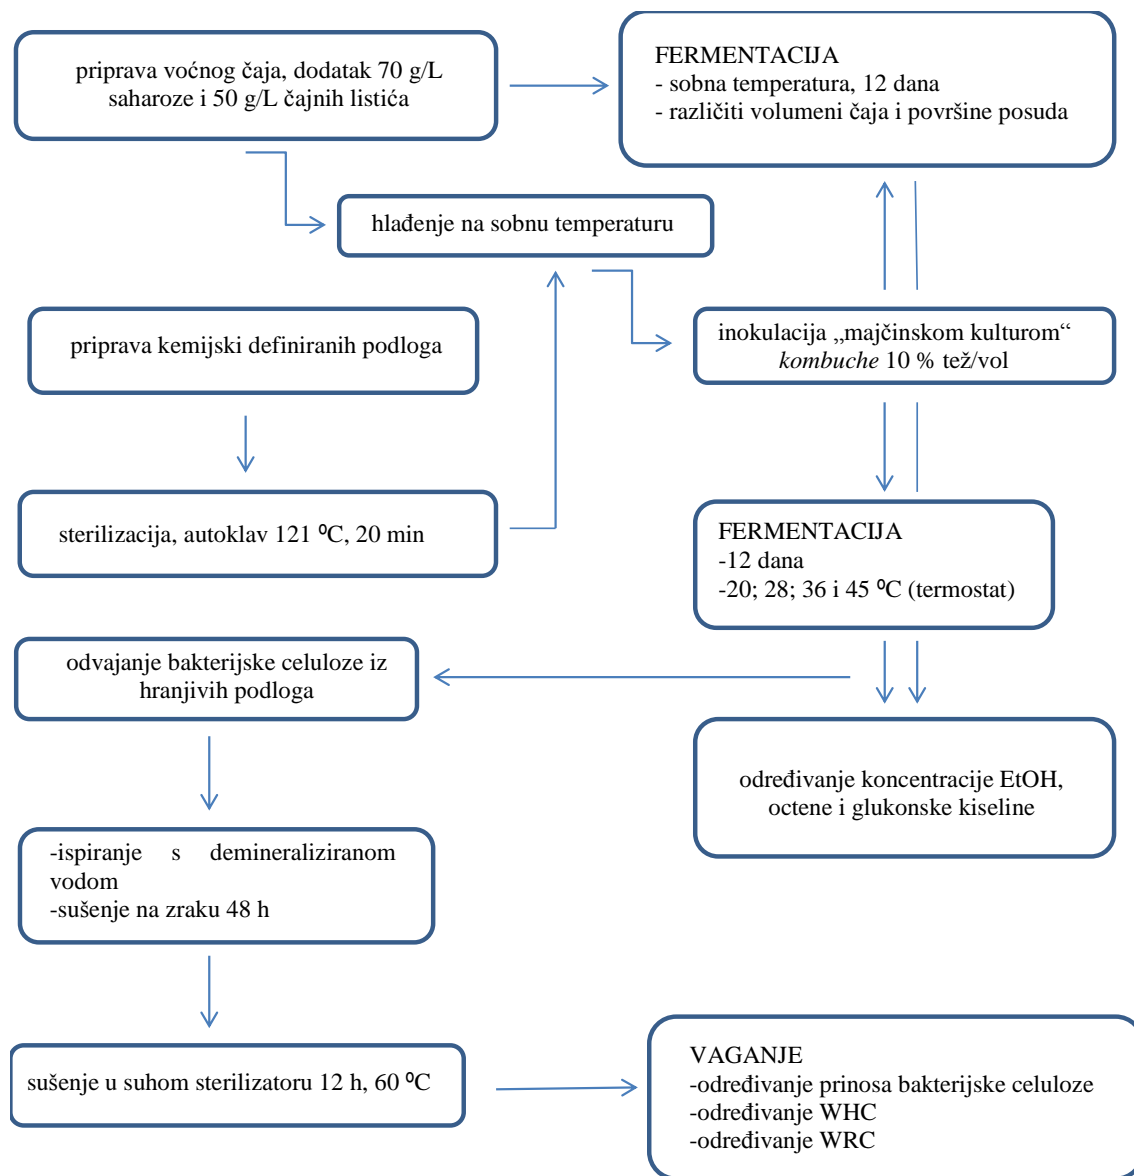 priprava voćnog čaja, dodatak 70 g/L
saharoze i 50 g/L čajnih listića
FERMENTACIJA
- sobna temperatura, 12 dana
- različiti volumeni čaja i površine posuda
hlađenje na sobnu temperaturu
priprava kemijski definiranih podloga
inokulacija „majčinskom kulturom“
kombuche 10 % tež/vol
sterilizacija, autoklav 121 ⁰C, 20 min
FERMENTACIJA
-12 dana
-20; 28; 36 i 45 ⁰C (termostat)
odvajanje bakterijske celuloze iz
hranjivih podloga
određivanje koncentracije EtOH,
octene i glukonske kiseline
-ispiranje s demineraliziranom
vodom
-sušenje na zraku 48 h
sušenje u suhom sterilizatoru 12 h, 60 ⁰C
VAGANJE
-određivanje prinosa bakterijske celuloze
-određivanje WHC
-određivanje WRC